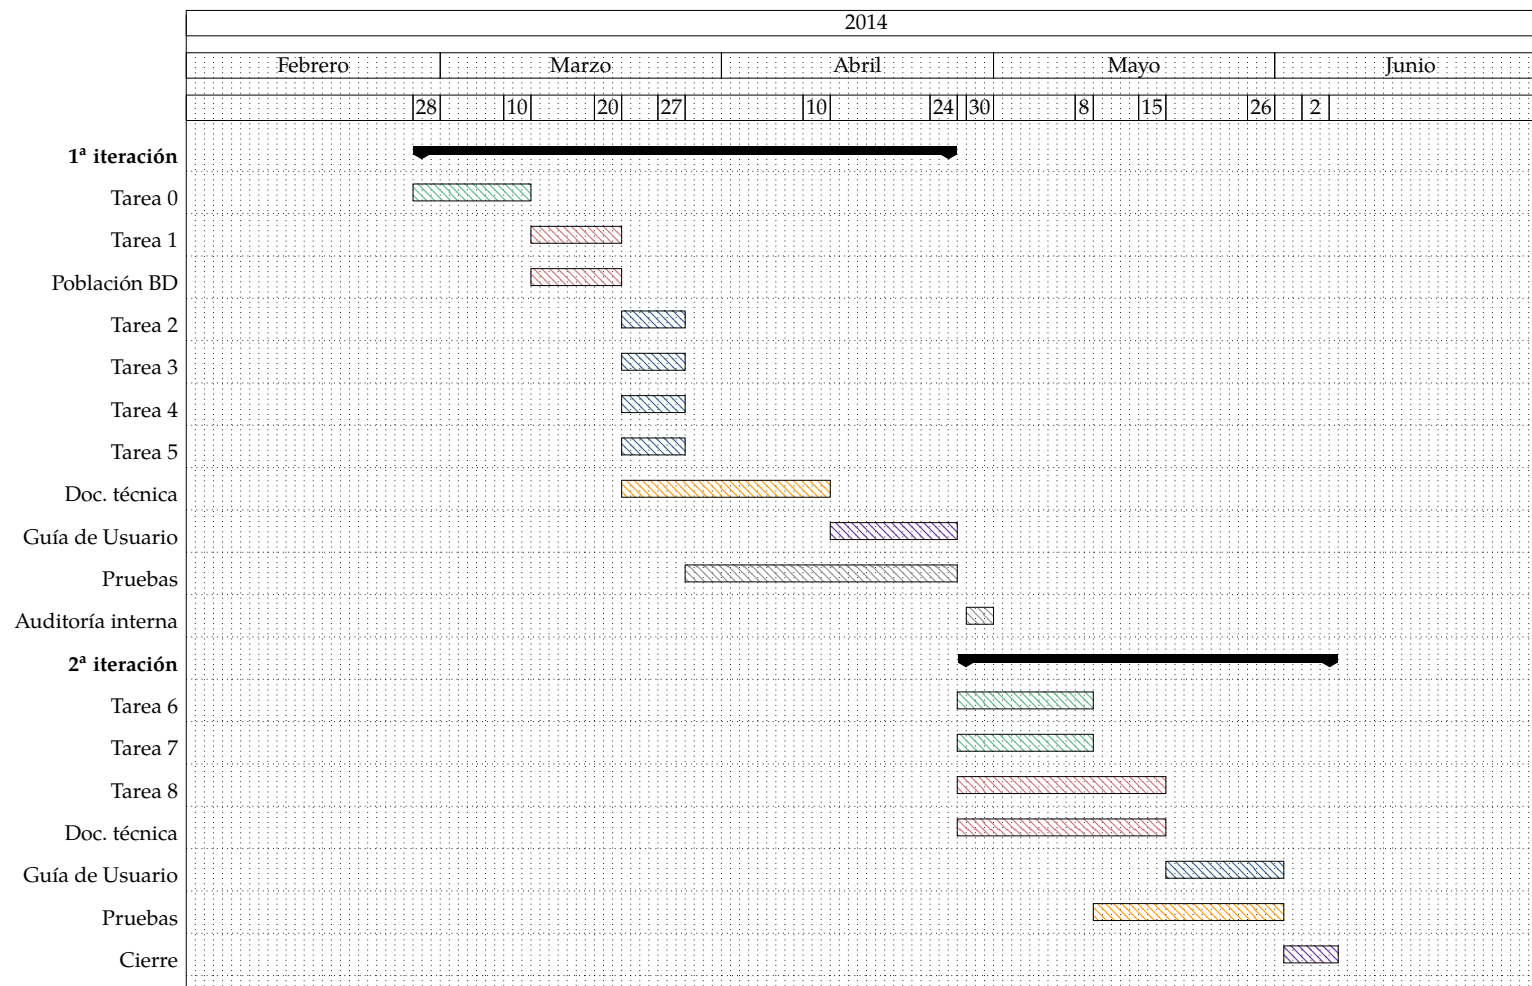 2014
Febrero Marzo Abril Mayo Junio
28 10 20 27 10 24 30 8 15 26 2
1ª iteración
Tarea 0
Tarea 1
Población BD
Tarea 2
Tarea 3
Tarea 4
Tarea 5
Doc. técnica
Guía de Usuario
Pruebas
Auditoría interna
2ª iteración
Tarea 6
Tarea 7
Tarea 8
Doc. técnica
Guía de Usuario
Pruebas
Cierre